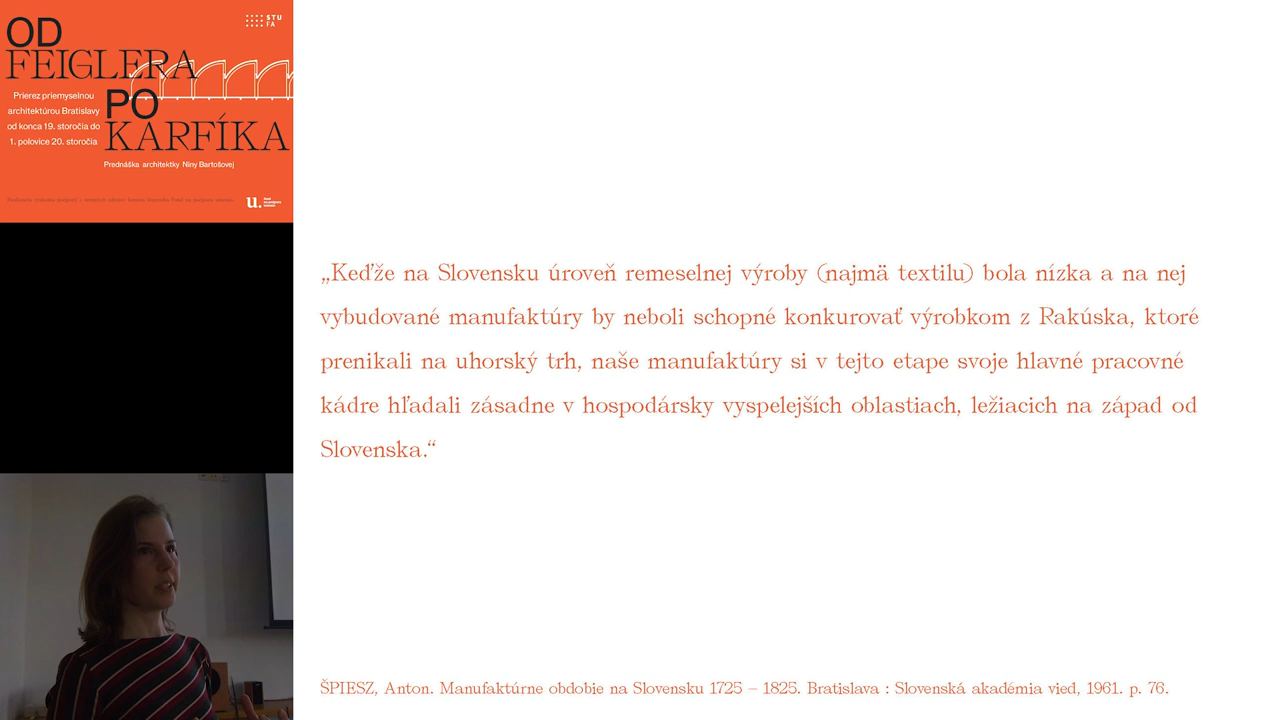 OD
FEIGLERA
PO
KARFÍKA
STU
FA
Prierez priemyselnou
architektúrou Bratislavy
od konca 19. storočia do
1. polovice 20. storočia
Prednáška architektky Niny Bartošovej
u.
„Keďže na Slovensku úroveň remeselnej výroby (najmä textilu) bola nízka a na nej
vybudované manufaktúry by neboli schopné konkurovať výrobkom z Rakúska, ktoré
prenikali na uhorský trh, naše manufaktúry si v tejto etape svoje hlavné pracovné
kádre hľadali zásadne v hospodársky vyspelejších oblastiach, ležiacich na západ od
Slovenska.“
ŠPIESZ, Anton. Manufaktúrne obdobie na Slovensku 1725 – 1825. Bratislava : Slovenská akadémia vied, 1961. p. 76.